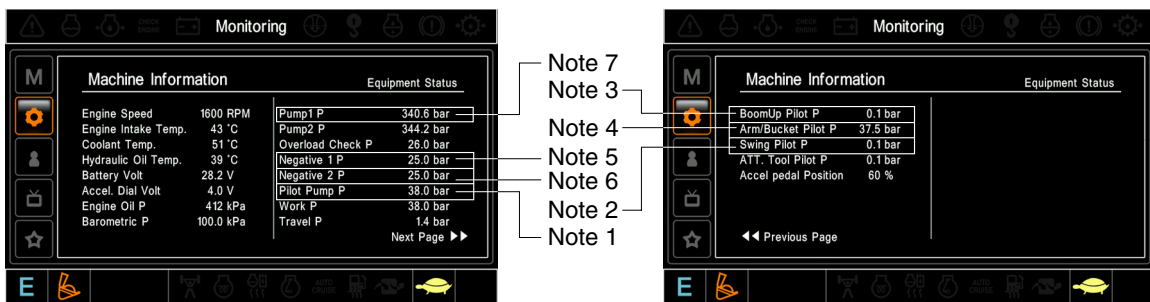 CHECK ENGINE
Monitoring
M
Machine Information
Equipment Status
Engine Speed 1600 RPM
Engine Intake Temp. 43 °C
Coolant Temp. 51 °C
Hydraulic Oil Temp. 39 °C
Battery Volt 28.2 V
Accel. Dial Volt 4.0 V
Engine Oil P 412 kPa
Barometric P 100.0 kPa
Pump1 P 340.6 bar
Pump2 P 344.2 bar
Overload Check P 26.0 bar
Negative 1 P 25.0 bar
Negative 2 P 25.0 bar
Pilot Pump P 38.0 bar
Work P 38.0 bar
Travel P 1.4 bar
Next Page
E
AUTO CRUISE
Note 7
Note 3
Note 4
Note 5
Note 6
Note 2
Note 1
CHECK ENGINE
Monitoring
M
Machine Information
Equipment Status
BoomUp Pilot P 0.1 bar
Arm/Bucket Pilot P 37.5 bar
Swing Pilot P 0.1 bar
ATT. Tool Pilot P 0.1 bar
Accel pedal Position 60 %
Previous Page
E
AUTO CRUISE